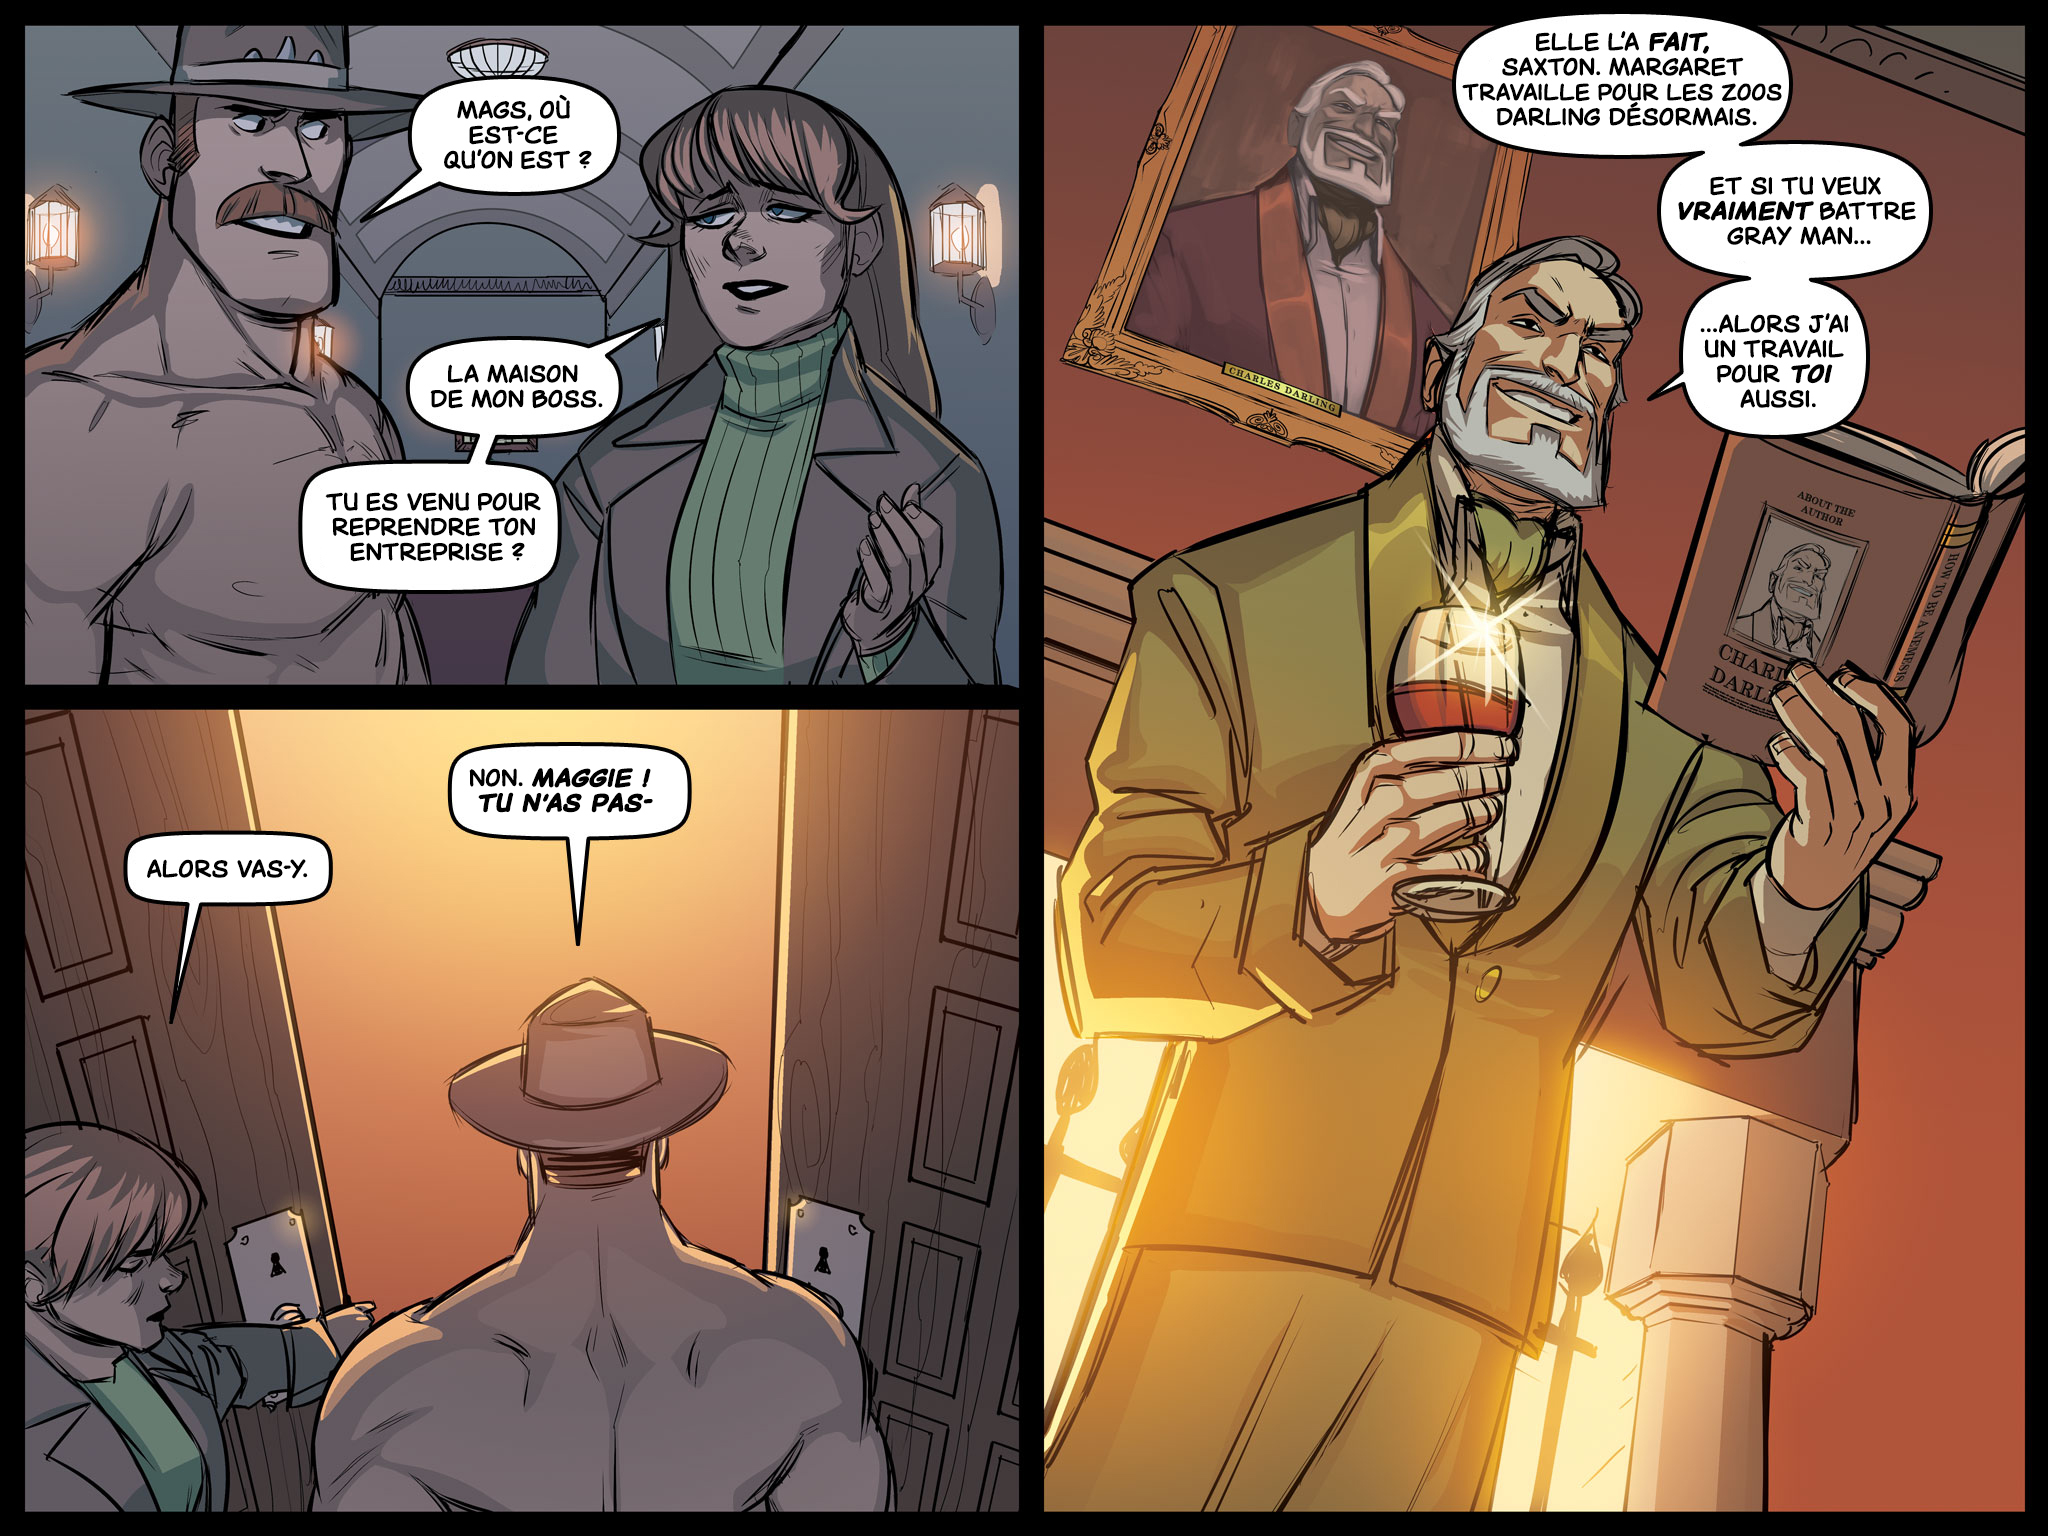 MAGS, OÙ
EST-CE
QU'ON EST ?
LA MAISON
DE MON BOSS.
TU ES VENU POUR
REPRENDRE TON
ENTREPRISE ?
ALORS VAS-Y.
NON. MAGGIE !
TU N'AS PAS-
ELLE L'A FAIT,
SAXTON. MARGARET
TRAVAILLE POUR LES ZOOS
DARLING DÉSORMAIS.
ET SI TU VEUX
VRAIMENT BATTRE
GRAY MAN...
...ALORS J'AI
UN TRAVAIL
POUR TOI
AUSSI.
CHARLES DARLING
ABOUT THE
AUTHOR
HOW TO BE A NEMESIS